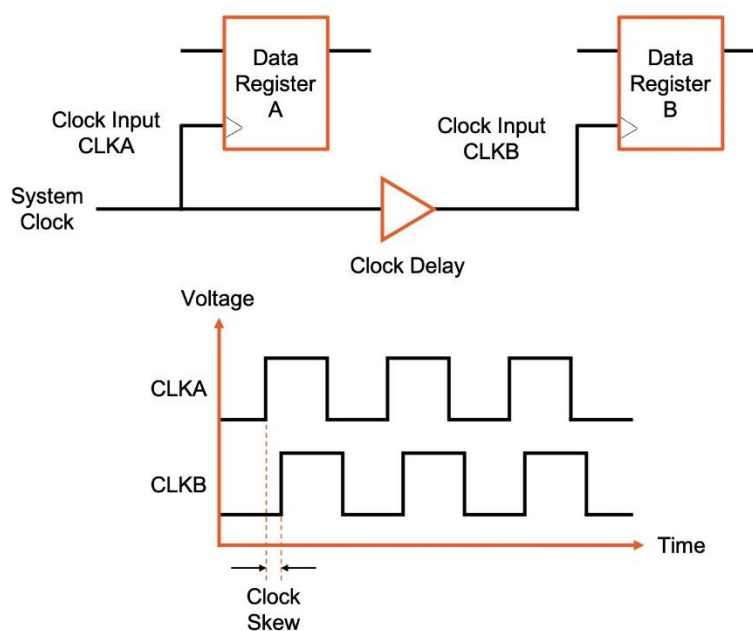 Data
Register
A
Data
Register
B
Clock Input
CLKA
Clock Input
CLKB
System
Clock
Clock Delay
Voltage
CLKA
CLKB
Time
Clock
Skew